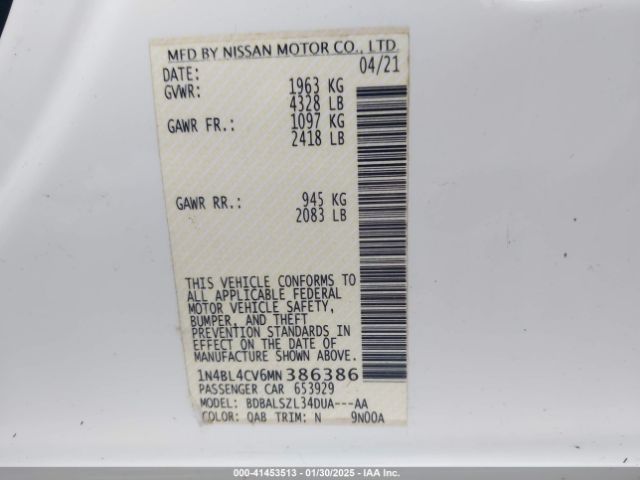 MFD BY NISSAN MOTOR CO., LTD
DATE: 04/21
GVWR: 1963 KG
4328 LB
GAWR FR.: 1097 KG
2418 LB
GAWR RR.: 945 KG
2083 LB
THIS VEHICLE CONFORMS TO
ALL APPLICABLE FEDERAL
MOTOR VEHICLE SAFETY,
BUMPER, AND THEFT
PREVENTION STANDARDS IN
EFFECT ON THE DATE OF
MANUFACTURE SHOWN ABOVE.
1N4BL4CV6MN386386
PASSENGER CAR 653929
MODEL: BDBALSZL34DUA---AA
COLOR: QAB TRIM: N 9N00A
000-41453513 - 01/30/2025 - IAA Inc.